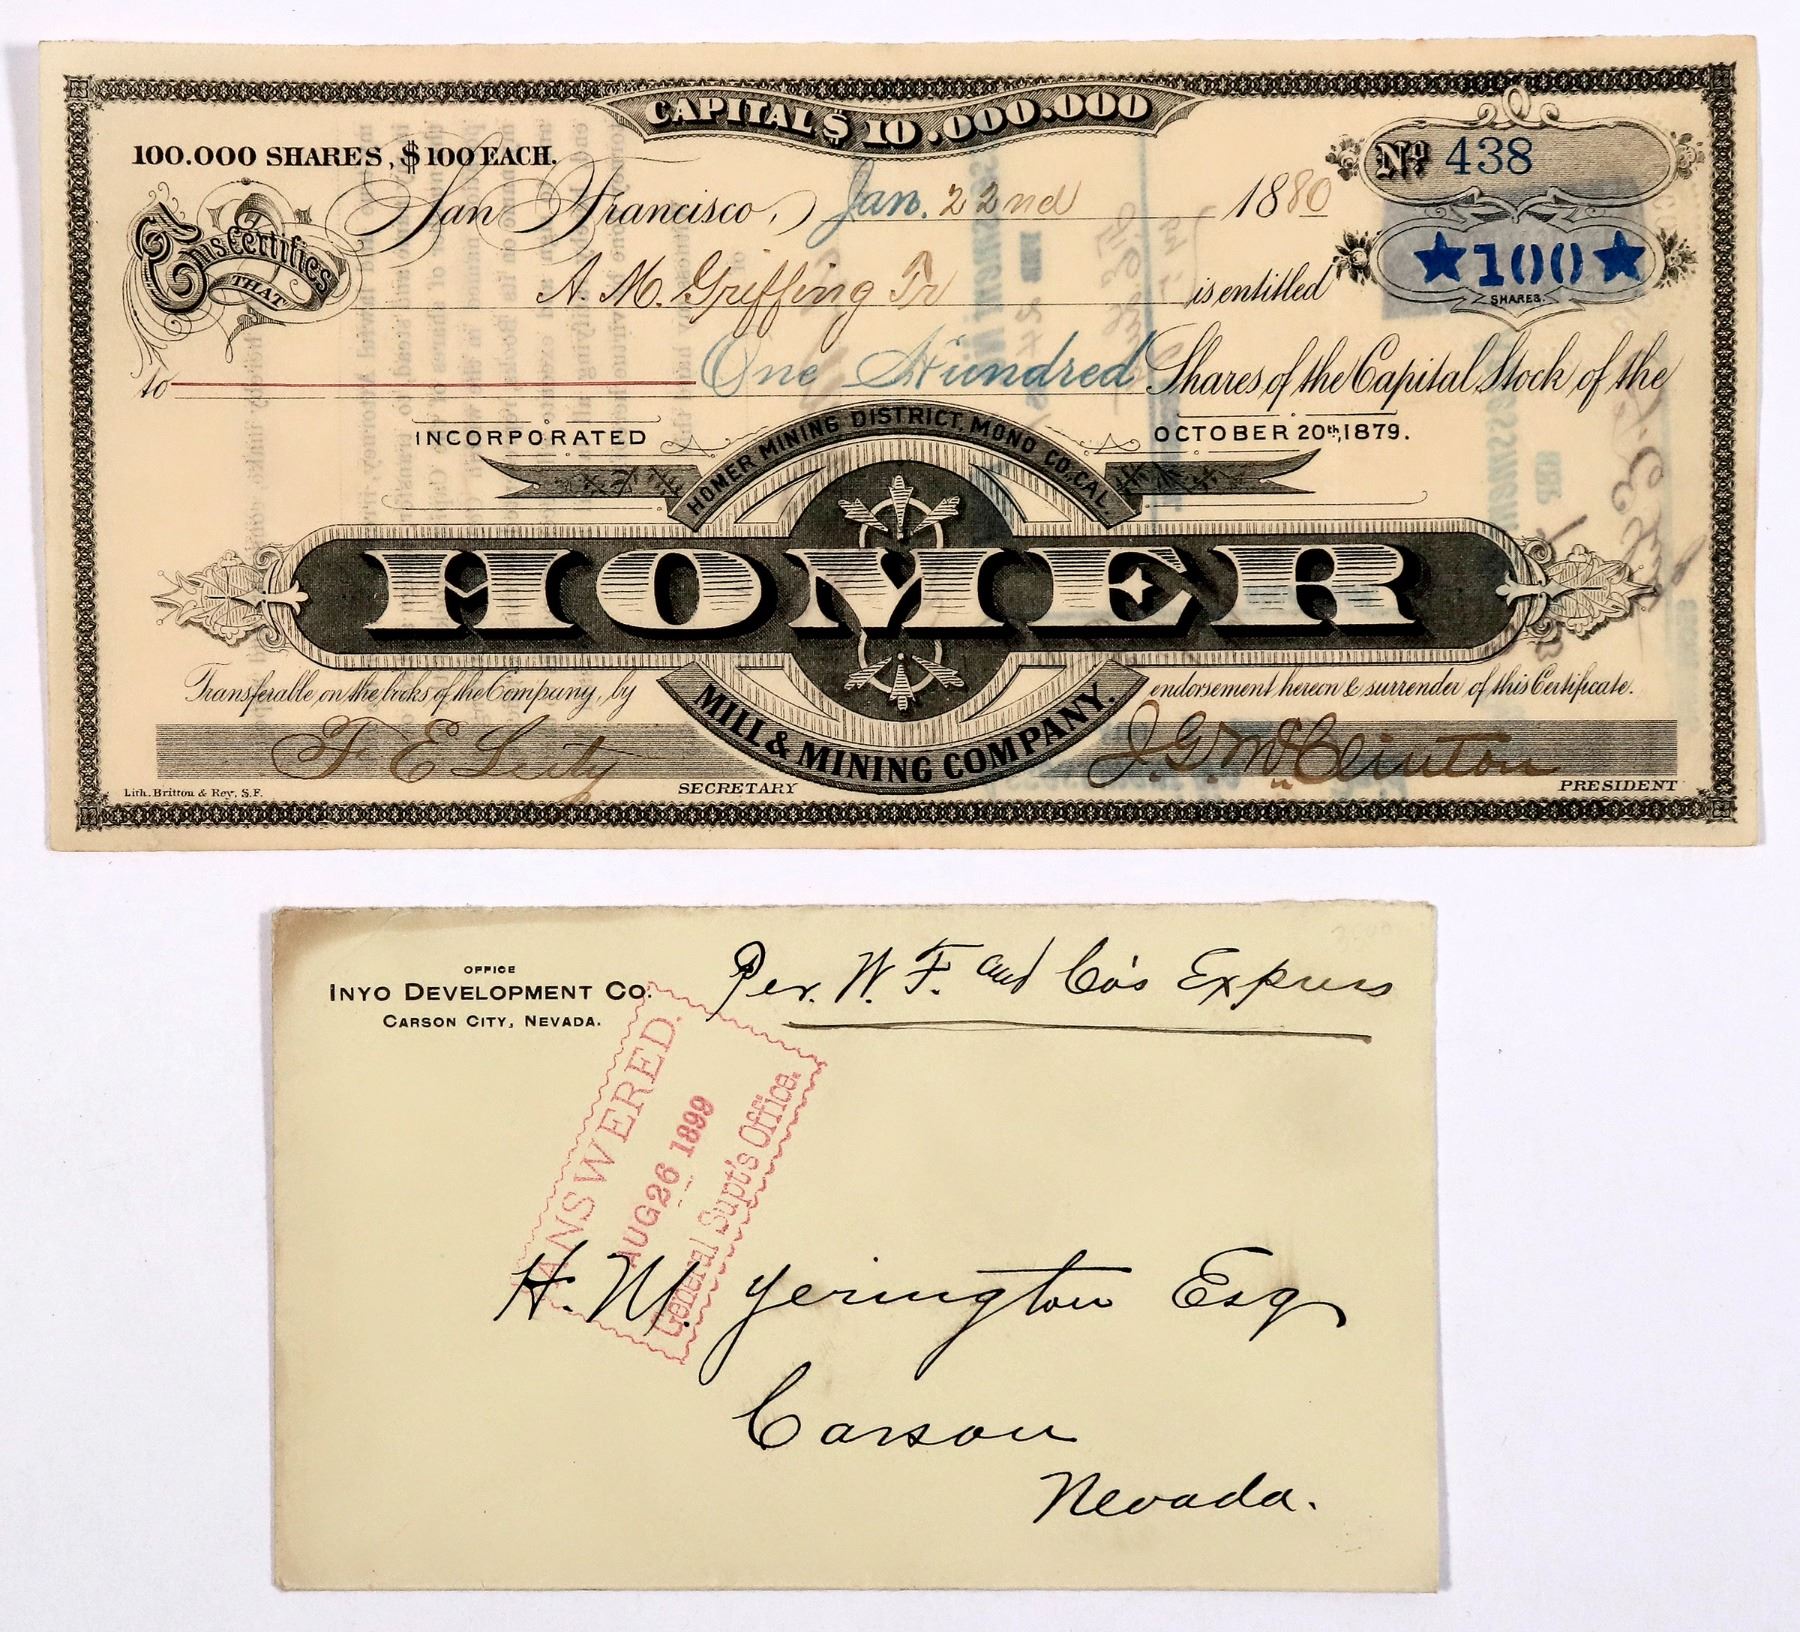 CAPITAL $10.000.000
100.000 SHARES, $100 EACH.
No 438
San Francisco, Jan. 22nd 1880
This Certifies THAT
A. M. Griffing Tr is entitled
★100★
SHARES.
to One Hundred Shares of the Capital Stock of the
INCORPORATED OCTOBER 20th, 1879.
HOMER MINING DISTRICT, MONO CO. CAL.
HOMER
MILL & MINING COMPANY.
Transferable on the books of the Company, by endorsement hereon & surrender of this Certificate.
F E Luty J. G. McClinton
SECRETARY PRESIDENT
Lith. Britton & Rey, S.F.
OFFICE
INYO DEVELOPMENT CO.
CARSON CITY, NEVADA.
Per. W. F. and Co's Express
ANSWERED.
AUG 26 1899
General Supt's Office.
H. M. Yerington Esq
Carson
Nevada.